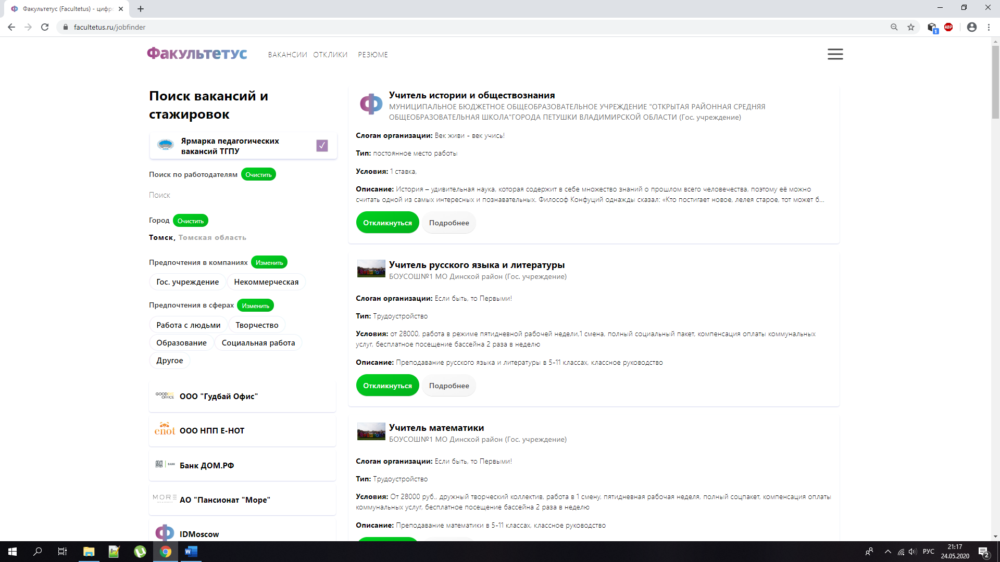 Факультетус (Facultetus) - цифр
facultetus.ru/jobfinder
1
ABP
Факультетус
ВАКАНСИИ ОТКЛИКИ РЕЗЮМЕ
Поиск вакансий и
стажировок
Ярмарка педагогических
вакансий ТГПУ
Поиск по работодателям Очистить
Поиск
Город Очистить
Томск, Томская область
Предпочтения в компаниях Изменить
Гос. учреждение Некоммерческая
Предпочтения в сферах Изменить
Работа с людьми Творчество
Образование Социальная работа
Другое
GOODBYE
OFFICE
ООО "Гудбай Офис"
enot
ООО НПП Е-НОТ
ДОМ БАНК
Банк ДОМ.РФ
MORE
АО "Пансионат "Море"
Ф
IDMoscow
Ф
Учитель истории и обществознания
МУНИЦИПАЛЬНОЕ БЮДЖЕТНОЕ ОБЩЕОБРАЗОВАТЕЛЬНОЕ УЧРЕЖДЕНИЕ "ОТКРЫТАЯ РАЙОННАЯ СРЕДНЯЯ
ОБЩЕОБРАЗОВАТЕЛЬНАЯ ШКОЛА"ГОРОДА ПЕТУШКИ ВЛАДИМИРСКОЙ ОБЛАСТИ (Гос. учреждение)
Слоган организации: Век живи - век учись!
Тип: постоянное место работы
Условия: 1 ставка,
Описание: История – удивительная наука, которая содержит в себе множество знаний о прошлом всего человечества, поэтому её можно
считать одной из самых интересных и познавательных. Философ Конфуций однажды сказал: «Кто постигает новое, лелея старое, тот может б...
Откликнуться Подробнее
Учитель русского языка и литературы
БОУСОШ№1 МО Динской район (Гос. учреждение)
Слоган организации: Если быть, то Первыми!
Тип: Трудоустройство
Условия: от 28000, работа в режиме пятидневной рабочей недели,1 смена, полный социальный пакет, компенсация оплаты коммунальных
услуг, бесплатное посещение бассейна 2 раза в неделю
Описание: Преподавание русского языка и литературы в 5-11 классах, классное руководство
Откликнуться Подробнее
Учитель математики
БОУСОШ№1 МО Динской район (Гос. учреждение)
Слоган организации: Если быть, то Первыми!
Тип: Трудоустройство
Условия: От 28000 руб., дружный творческий коллектив, работа в 1 смену, пятидневная рабочая неделя, полный соцпакет, компенсация оплаты
коммунальных услуг, бесплатное посещение бассейна 2 раза в неделю
Описание: Преподавание математики в 5-11 классах, классное руководство
РУС
21:17
24.05.2020
2